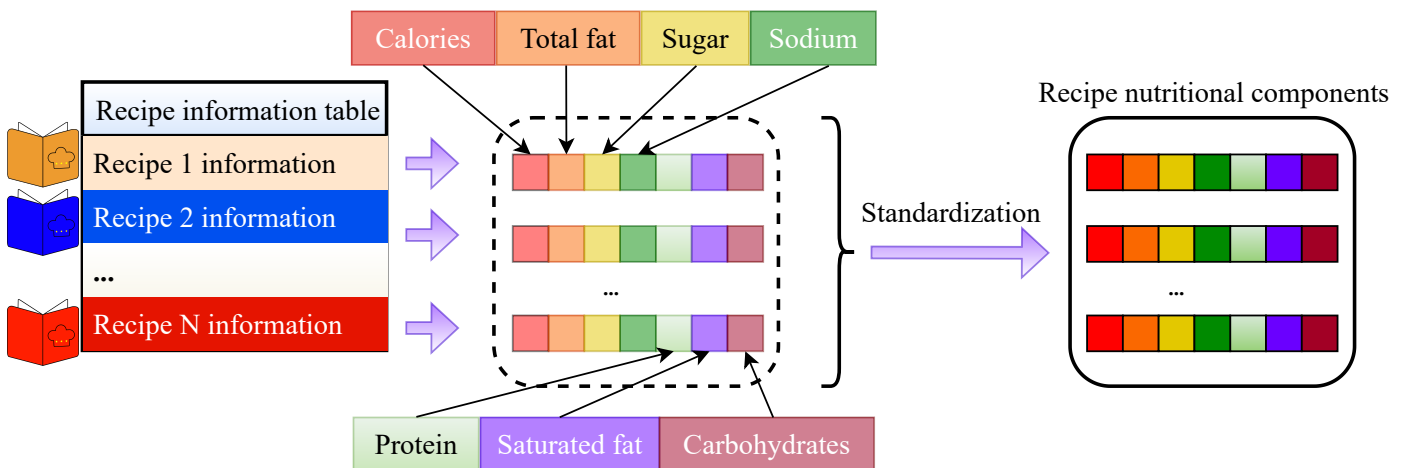 Calories
Total fat
Sugar
Sodium
Recipe information table
Recipe 1 information
Recipe 2 information
...
Recipe N information
...
Protein
Saturated fat
Carbohydrates
Standardization
Recipe nutritional components
...